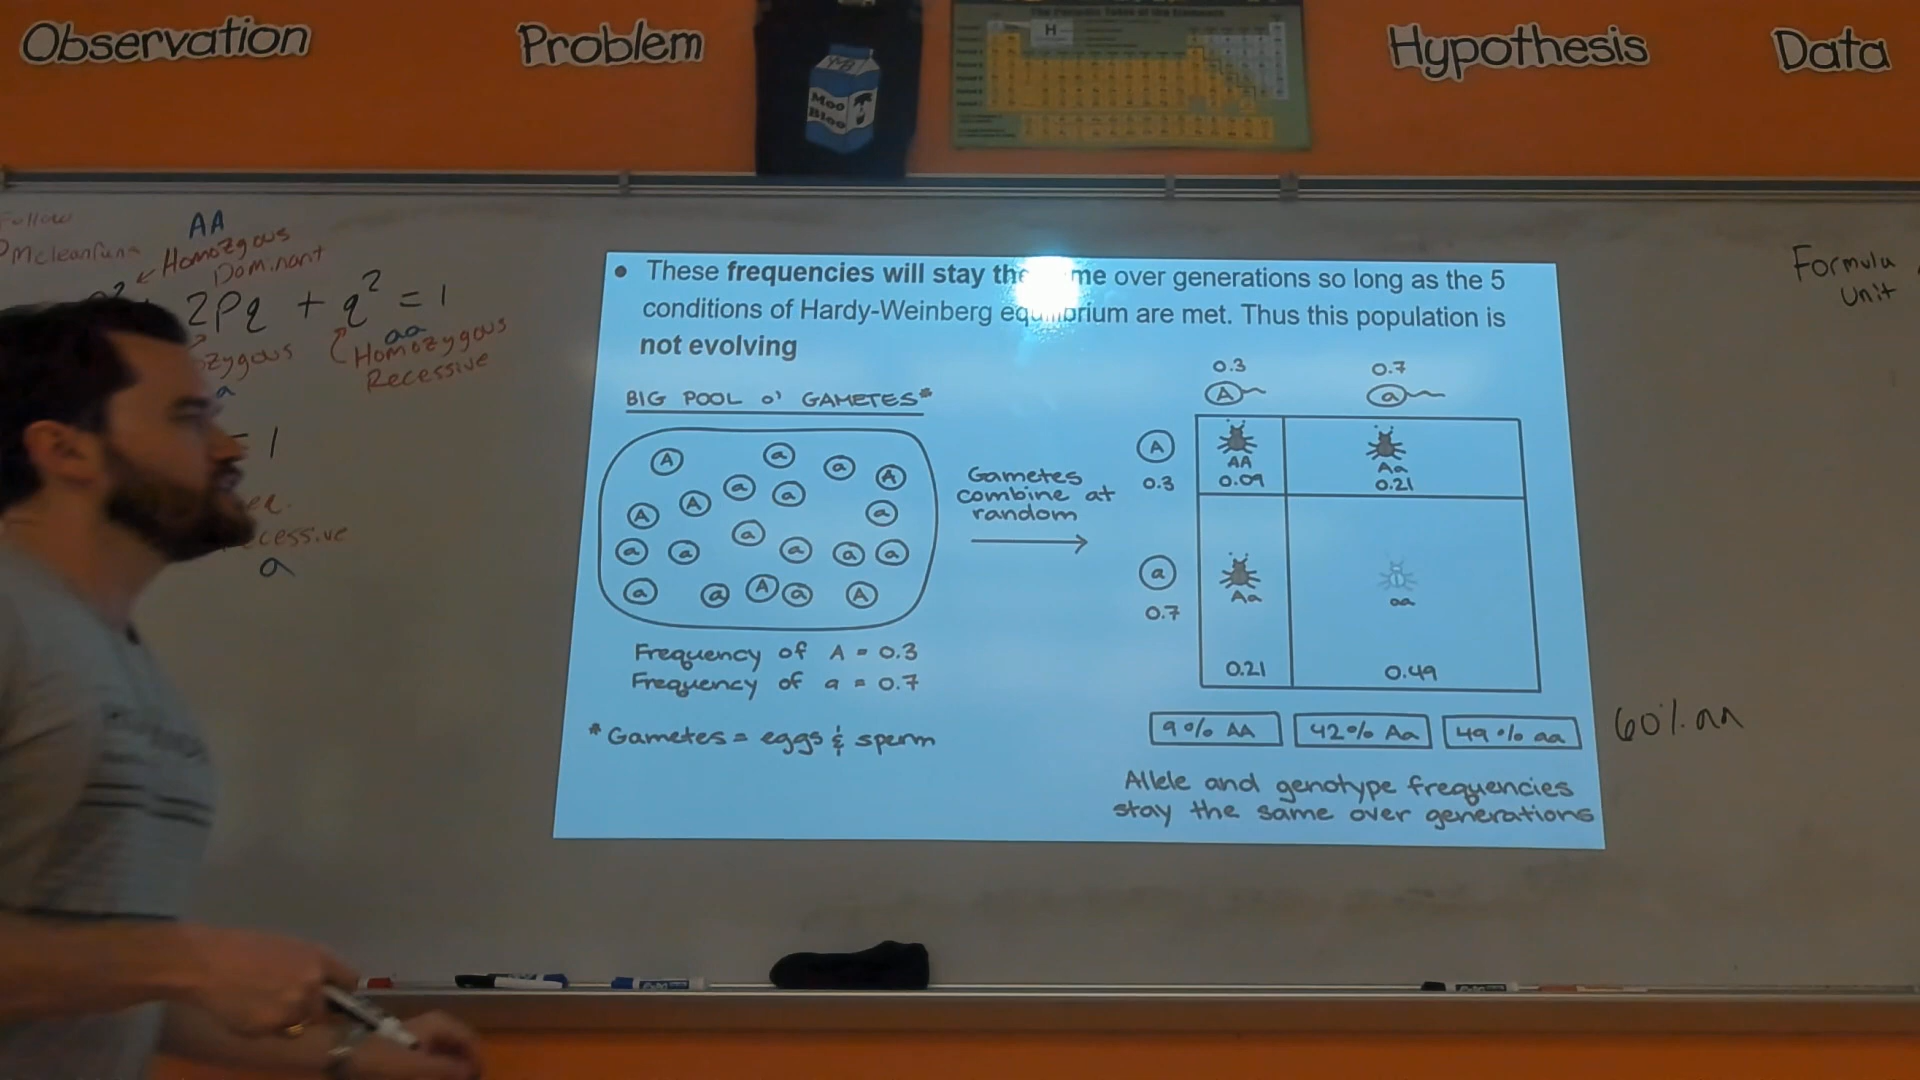 Observation
Problem
Hypothesis
Data
Moo
Bloo
H
AA
Homozgous
Dominant
2Pq + q² = 1
zygous
aa
Homozygous
Recessive
a
= 1
cessive
a
Formula
Unit
• These frequencies will stay the me over generations so long as the 5
conditions of Hardy-Weinberg equilibrium are met. Thus this population is
not evolving
BIG POOL O' GAMETES*
A a a A
A A a a a
a a a a a a
a a A a A
Frequency of A = 0.3
Frequency of a = 0.7
*Gametes = eggs & sperm
Gametes
combine at
random
0.3 0.7
A a
A
0.3
AA
0.09
Aa
0.21
a
0.7
Aa
0.21
aa
0.49
9% AA 42% Aa 49% aa
60% aa
Allele and genotype frequencies
stay the same over generations